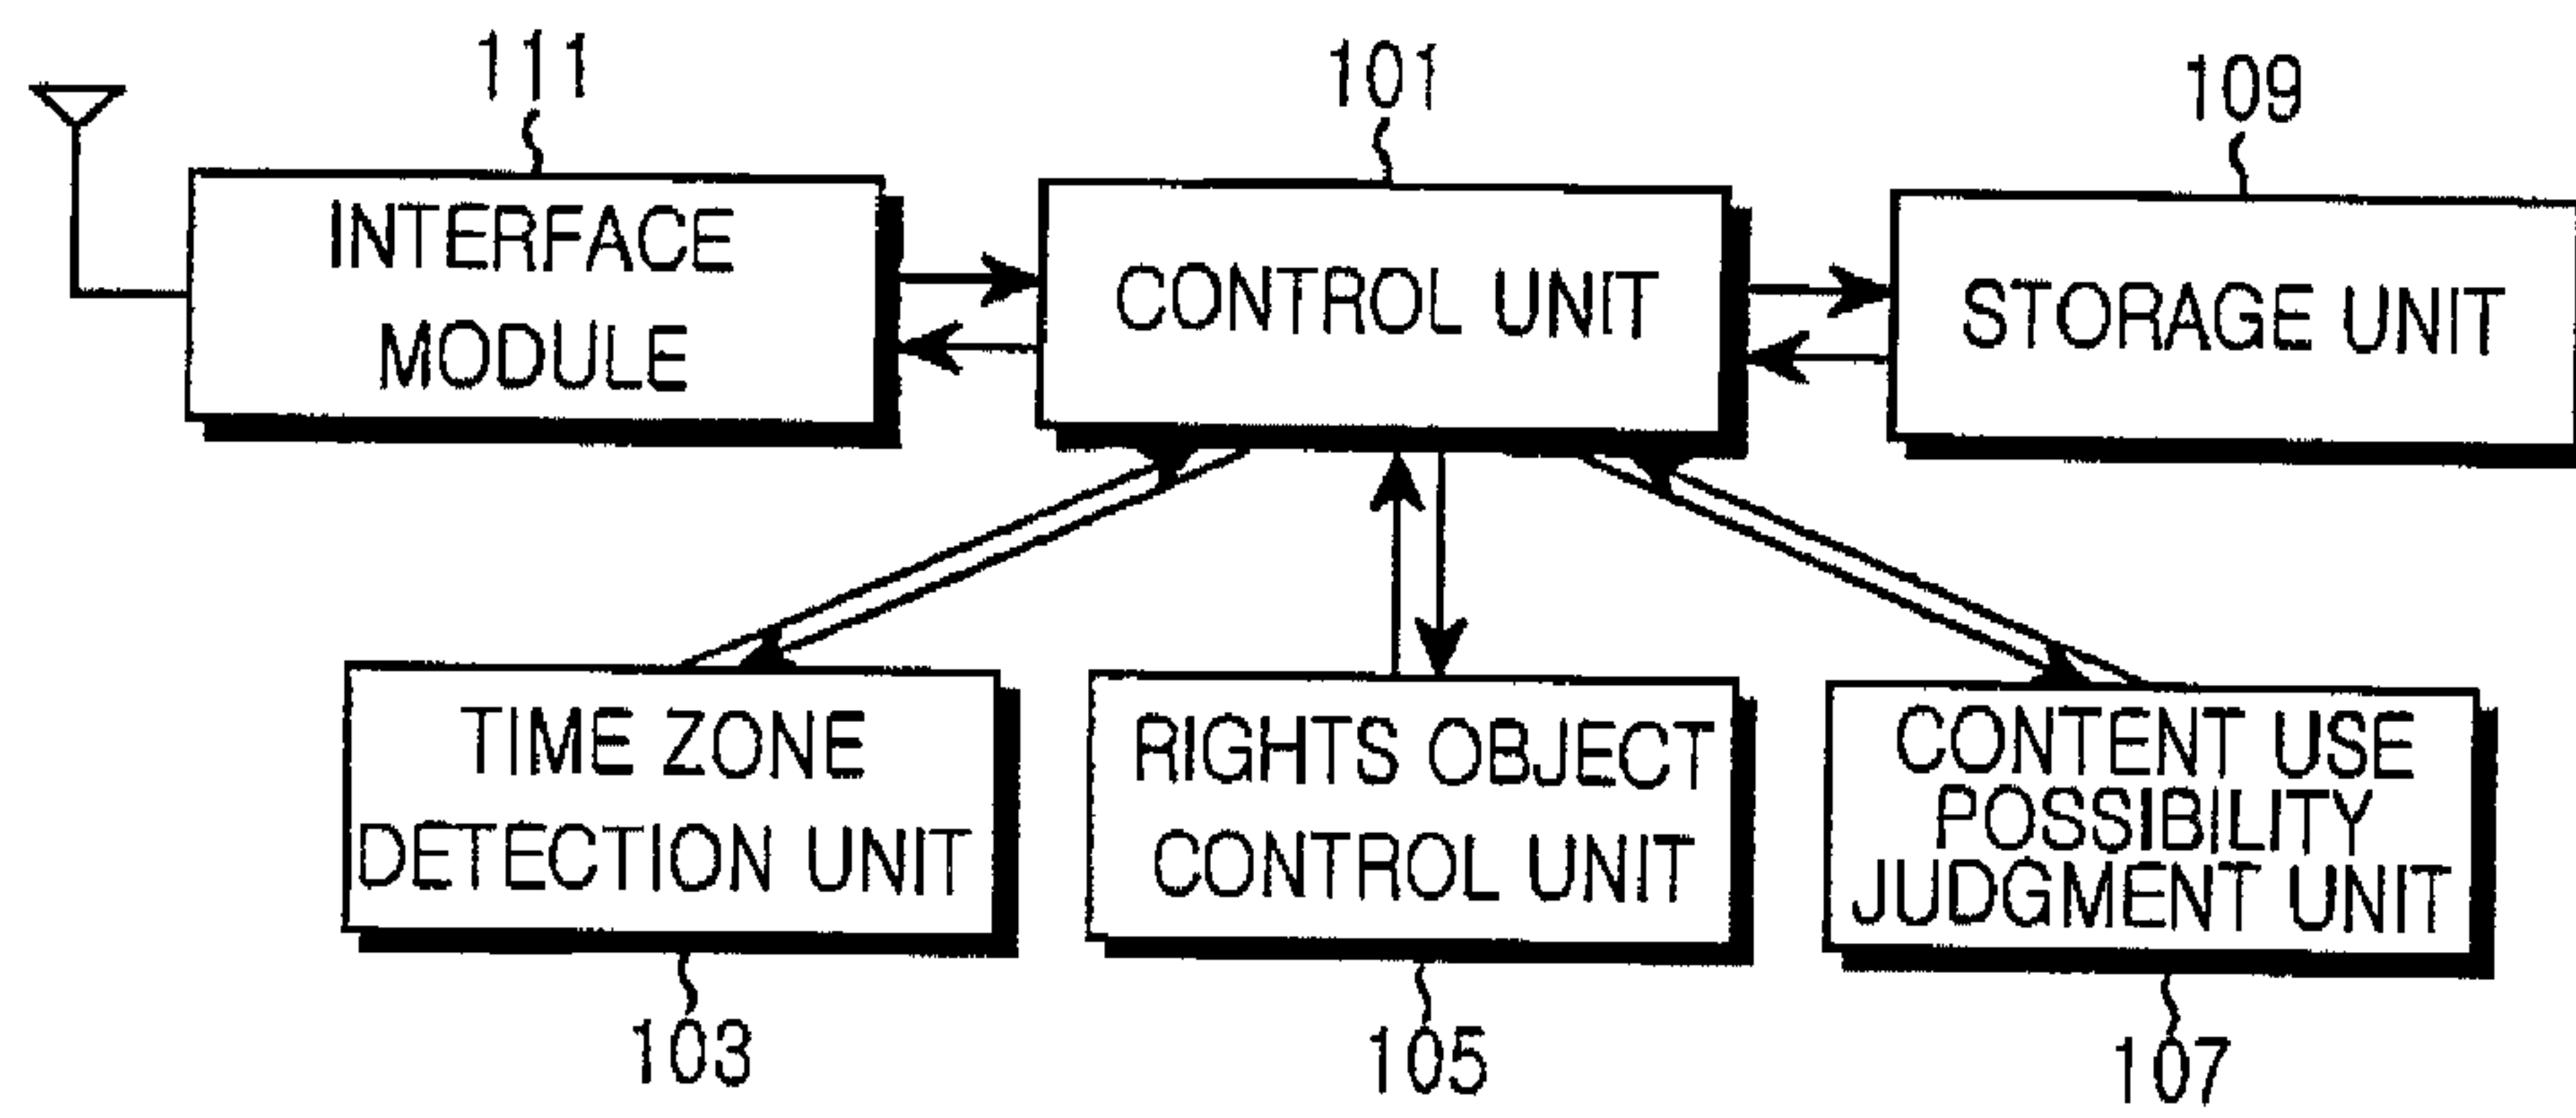 111
101
109
INTERFACE
MODULE
CONTROL UNIT
STORAGE UNIT
TIME ZONE
DETECTION UNIT
RIGHTS OBJECT
CONTROL UNIT
CONTENT USE
POSSIBILITY
JUDGMENT UNIT
103
105
107